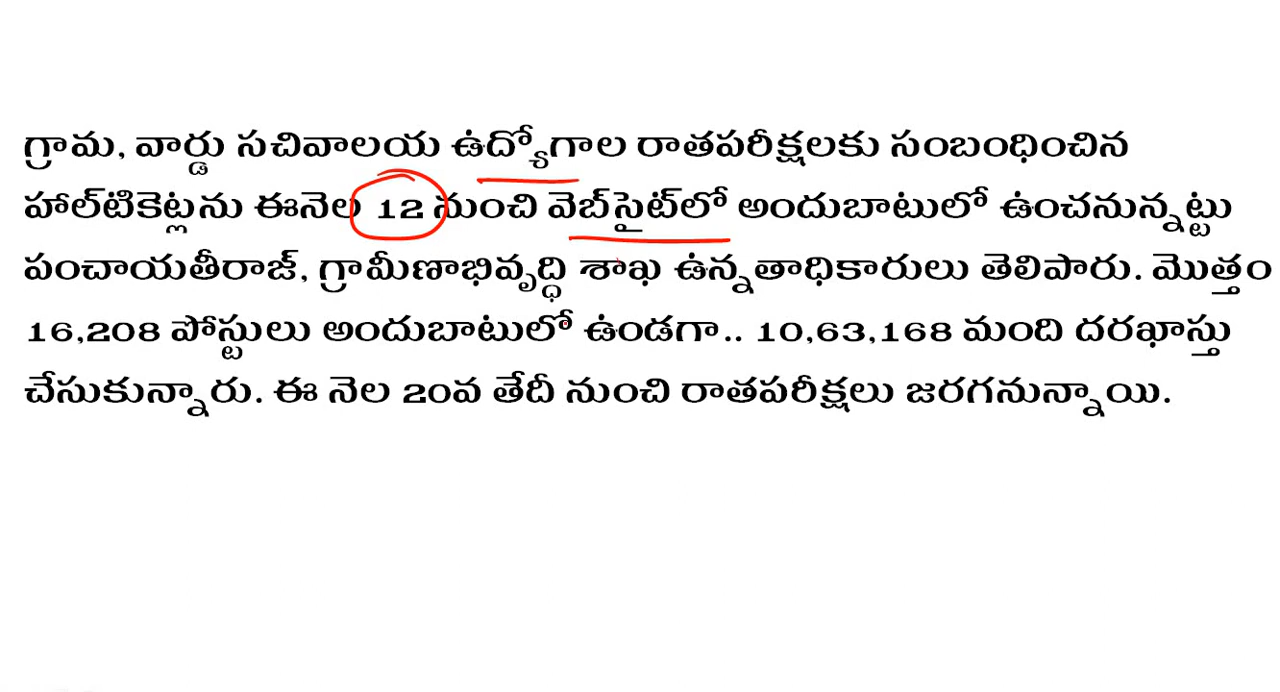 గ్రామ, వార్డు సచివాలయ ఉద్యోగాల రాతపరీక్షలకు సంబంధించిన
హాల్‌టికెట్లను ఈనెల 12 నుంచి వెబ్‌సైట్‌లో అందుబాటులో ఉంచనున్నట్టు
పంచాయతీరాజ్, గ్రామీణాభివృద్ధి శాఖ ఉన్నతాధికారులు తెలిపారు. మొత్తం
16,208 పోస్టులు అందుబాటులో ఉండగా.. 10,63,168 మంది దరఖాస్తు
చేసుకున్నారు. ఈ నెల 20వ తేదీ నుంచి రాతపరీక్షలు జరగనున్నాయి.